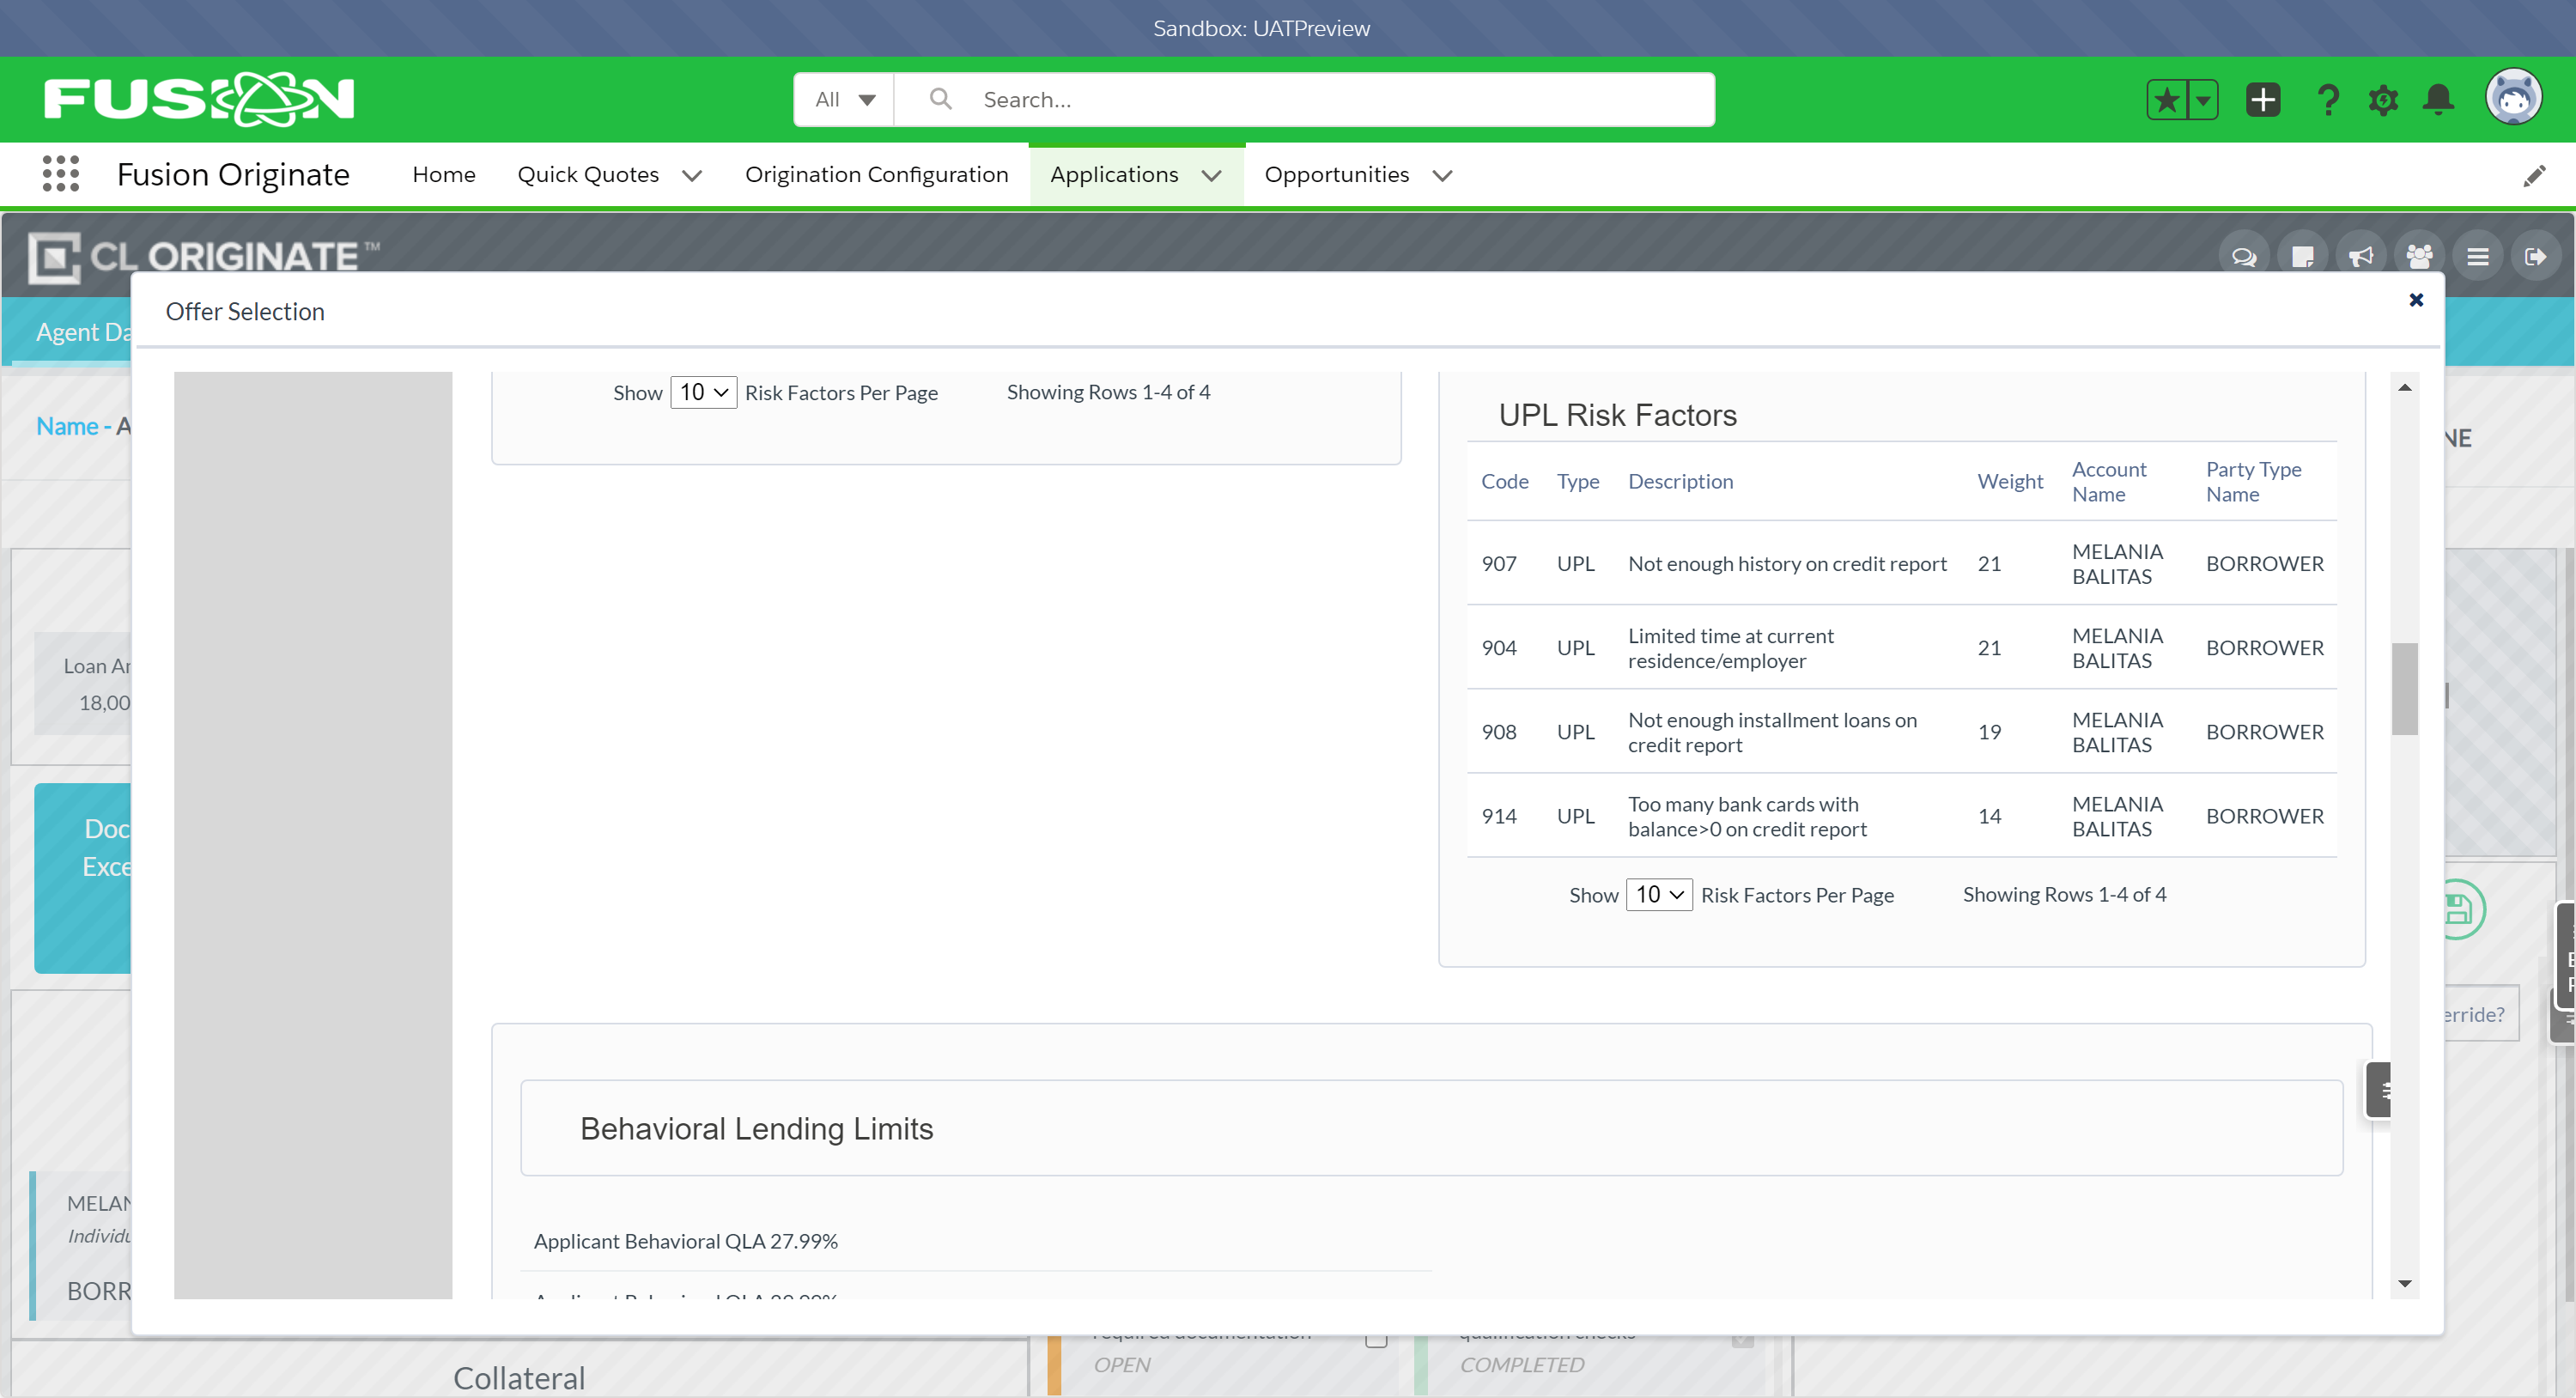 Sandbox: UATPreview
FUSION
All
Search...
Fusion Originate
Home
Quick Quotes
Origination Configuration
Applications
Opportunities
CL ORIGINATE™
Offer Selection
Agent Da
Name - A
NE
Show 10 Risk Factors Per Page
Showing Rows 1-4 of 4
UPL Risk Factors
Code Type Description Weight Account Name Party Type Name
907 UPL Not enough history on credit report 21 MELANIA BALITAS BORROWER
904 UPL Limited time at current residence/employer 21 MELANIA BALITAS BORROWER
908 UPL Not enough installment loans on credit report 19 MELANIA BALITAS BORROWER
914 UPL Too many bank cards with balance>0 on credit report 14 MELANIA BALITAS BORROWER
Show 10 Risk Factors Per Page
Showing Rows 1-4 of 4
Loan A
18,00
Doc
Exce
erride?
Behavioral Lending Limits
Applicant Behavioral QLA 27.99%
MELAN
Individu
BORR
required documentation
OPEN
qualification checks
COMPLETED
Collateral